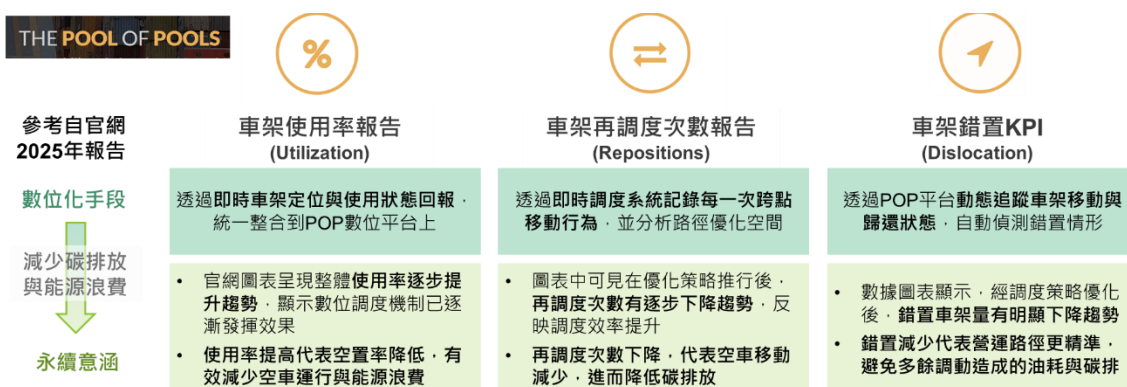 THE POOL OF POOLS
%
參考自官網
2025年報告
車架使用率報告
(Utilization)
車架再調度次數報告
(Repositions)
車架錯置KPI
(Dislocation)
數位化手段
透過即時車架定位與使用狀態回報，
統一整合到POP數位平台上
透過即時調度系統記錄每一次跨點
移動行為，並分析路徑優化空間
透過POP平台動態追蹤車架移動與
歸還狀態，自動偵測錯置情形
減少碳排放
與能源浪費
永續意涵
• 官網圖表呈現整體使用率逐步提
升趨勢，顯示數位調度機制已逐
漸發揮效果
• 使用率提高代表空置率降低，有
效減少空車運行與能源浪費
• 圖表中可見在優化策略推行後，
再調度次數有逐步下降趨勢，反
映調度效率提升
• 再調度次數下降，代表空車移動
減少，進而降低碳排放
• 數據圖表顯示，經調度策略優化
後，錯置車架量有明顯下降趨勢
• 錯置減少代表營運路徑更精準，
避免多餘調動造成的油耗與碳排